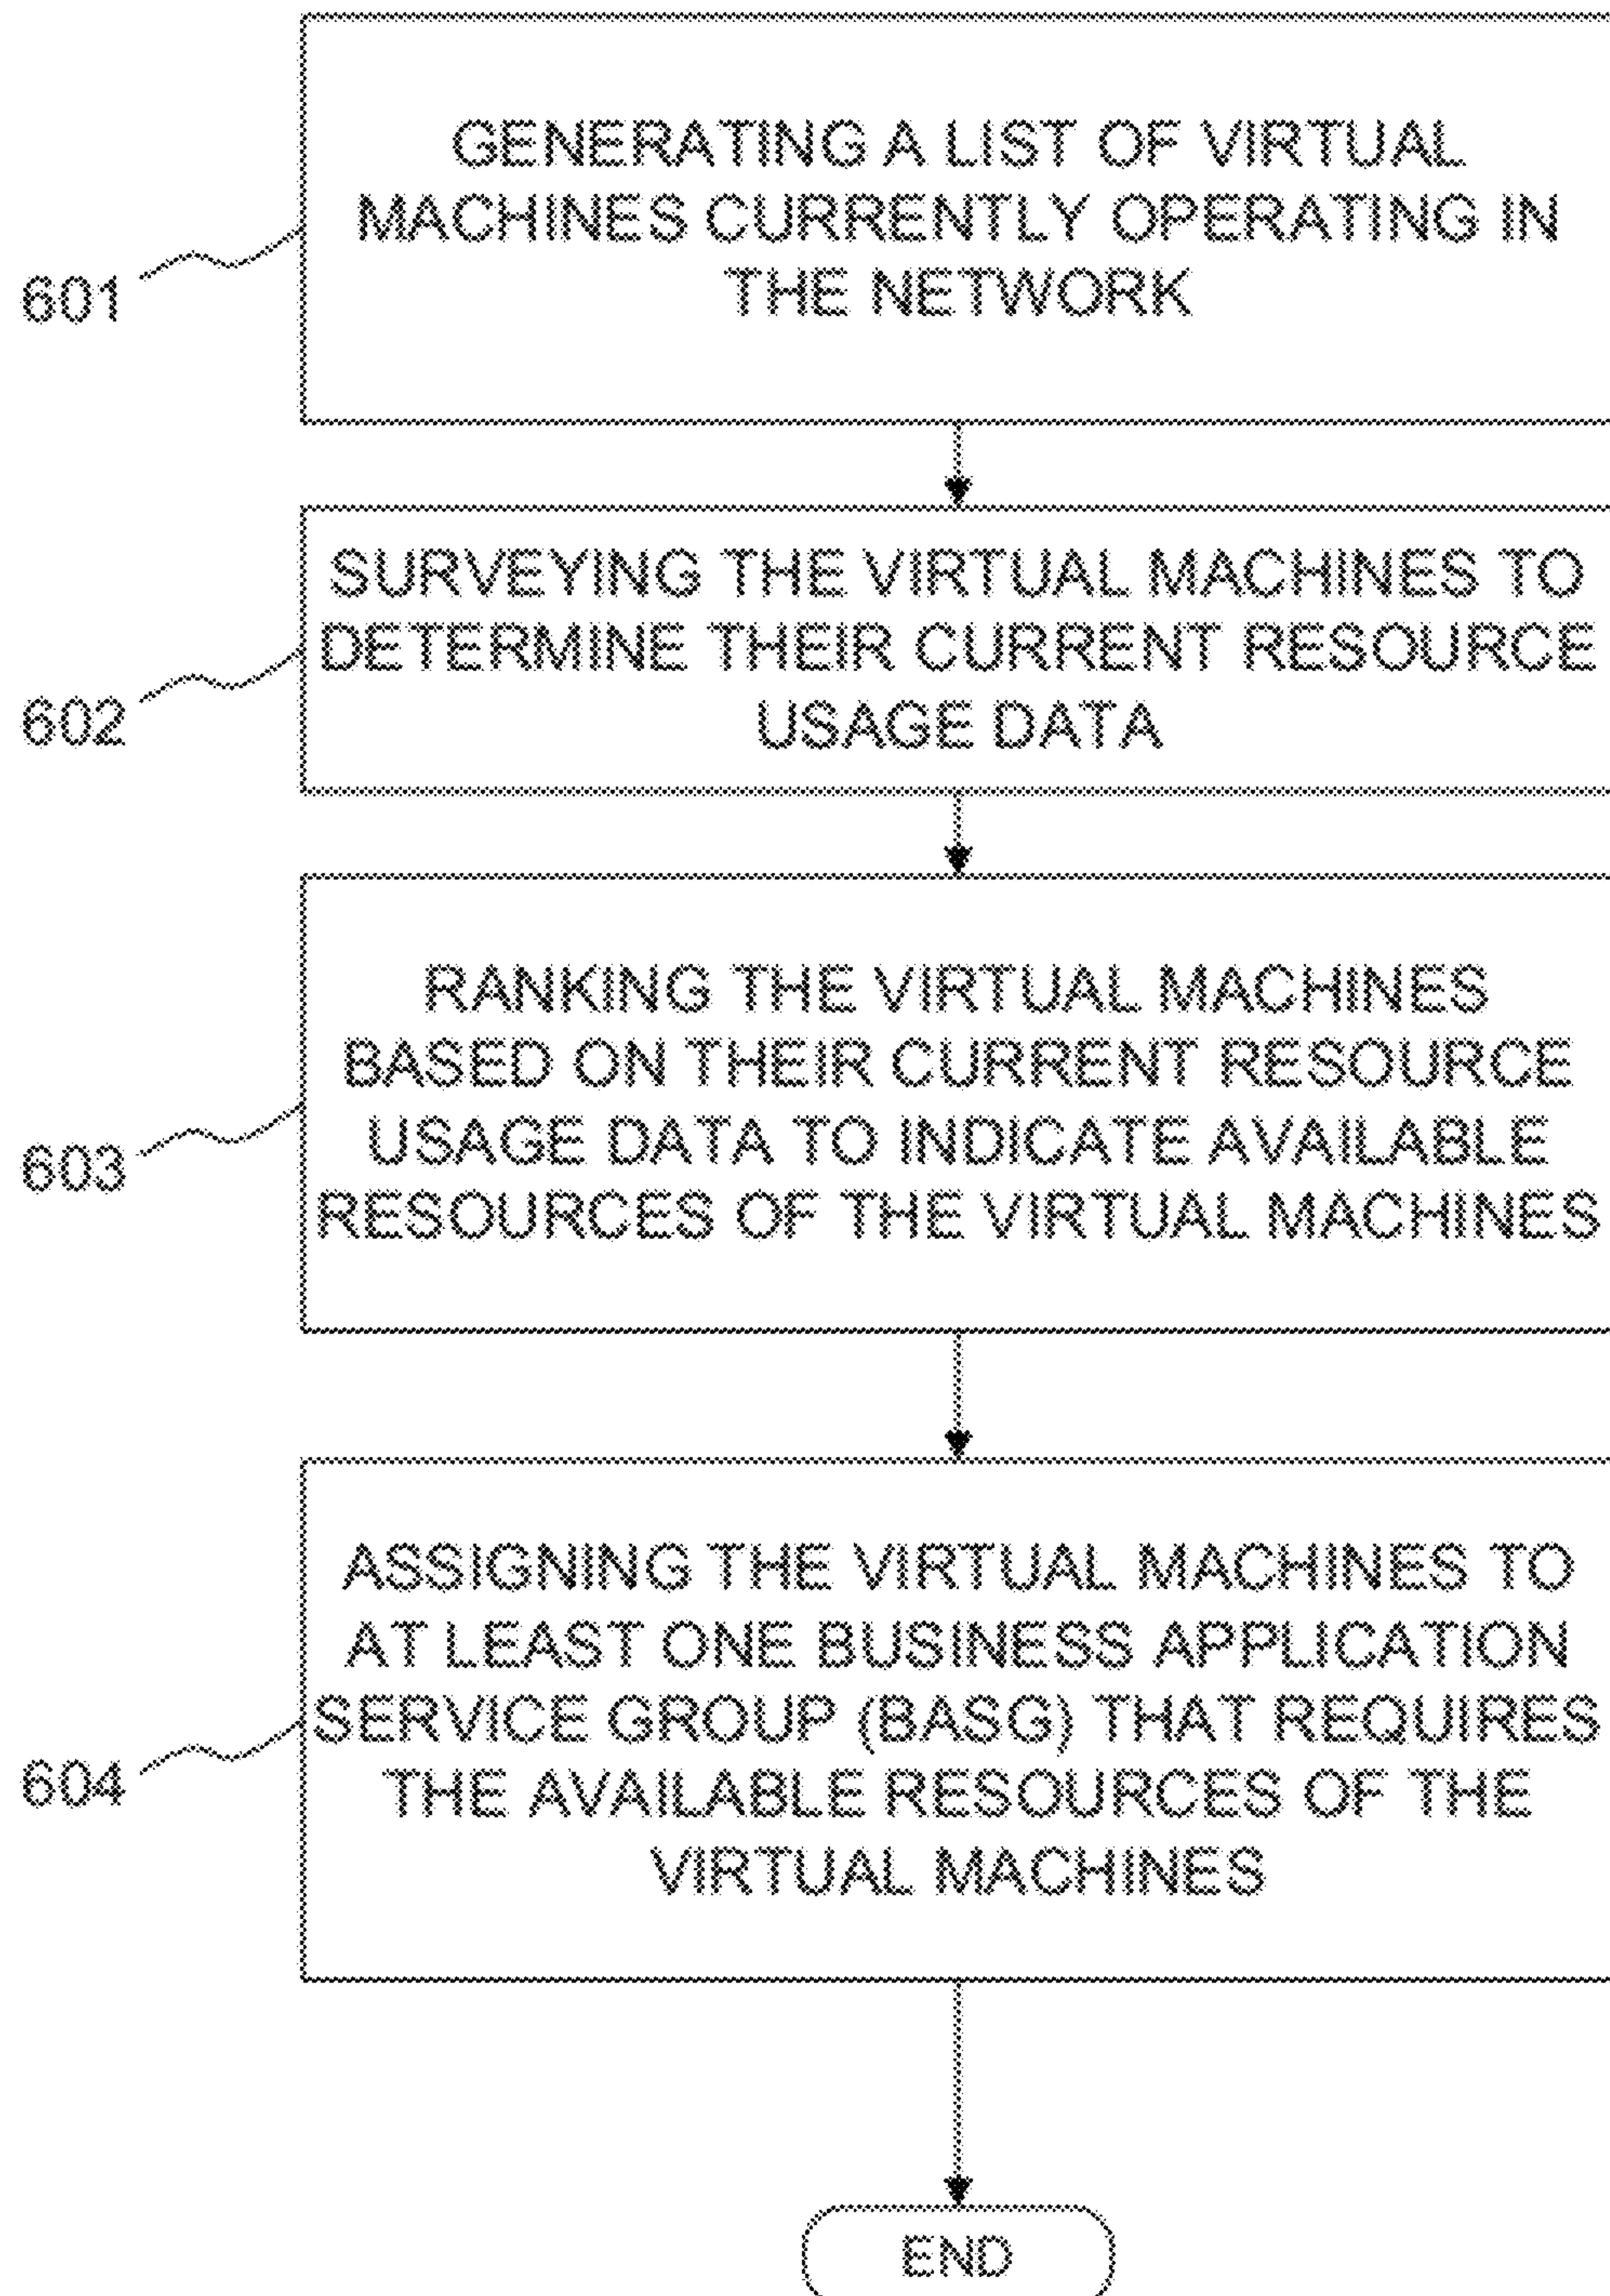 GENERATING A LIST OF VIRTUAL
MACHINES CURRENTLY OPERATING IN
THE NETWORK
601
SURVEYING THE VIRTUAL MACHINES TO
DETERMINE THEIR CURRENT RESOURCE
USAGE DATA
602
RANKING THE VIRTUAL MACHINES
BASED ON THEIR CURRENT RESOURCE
USAGE DATA TO INDICATE AVAILABLE
RESOURCES OF THE VIRTUAL MACHINES
603
ASSIGNING THE VIRTUAL MACHINES TO
AT LEAST ONE BUSINESS APPLICATION
SERVICE GROUP (BASG) THAT REQUIRES
THE AVAILABLE RESOURCES OF THE
VIRTUAL MACHINES
604
END